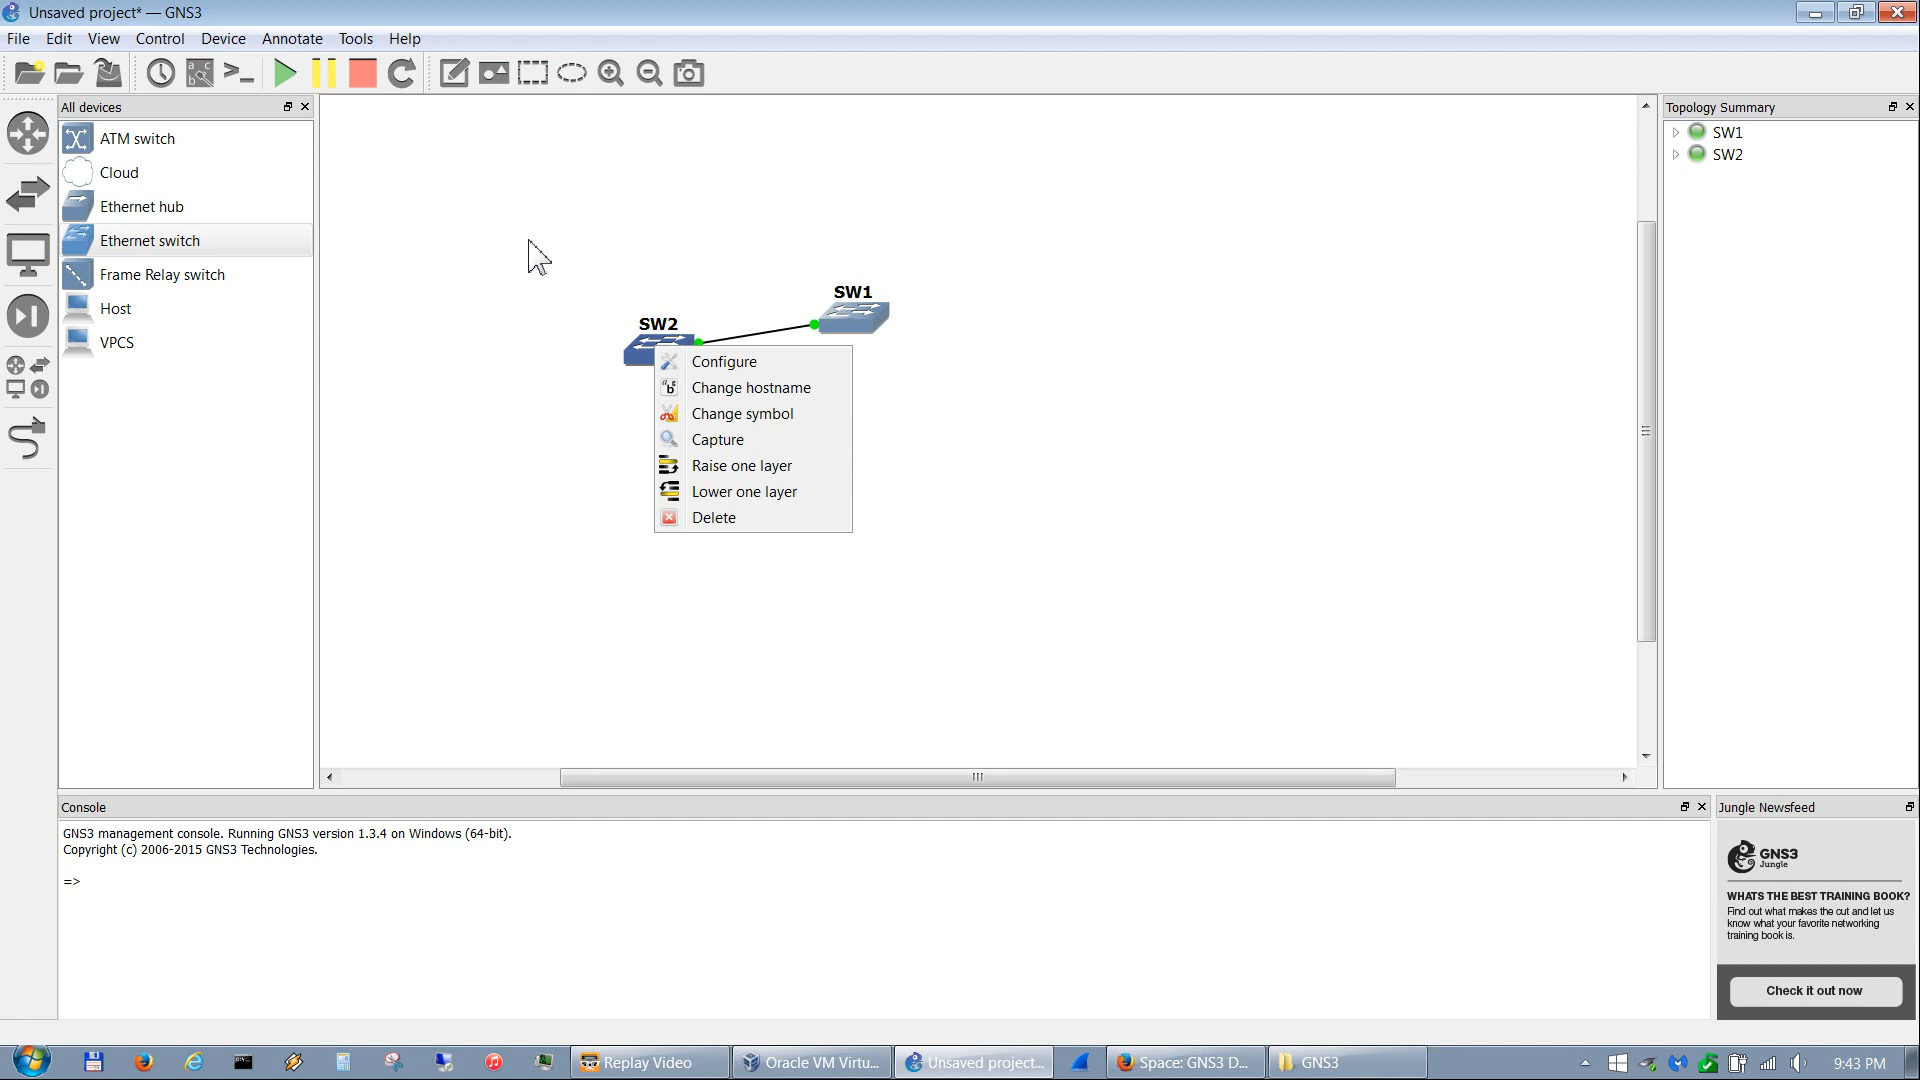 Unsaved project* — GNS3
File Edit View Control Device Annotate Tools Help
All devices
ATM switch
Cloud
Ethernet hub
Ethernet switch
Frame Relay switch
Host
VPCS
SW1
SW2
Configure
Change hostname
Change symbol
Capture
Raise one layer
Lower one layer
Delete
Topology Summary
SW1
SW2
Console
GNS3 management console. Running GNS3 version 1.3.4 on Windows (64-bit).
Copyright (c) 2006-2015 GNS3 Technologies.
=>
Jungle Newsfeed
GNS3
Jungle
WHATS THE BEST TRAINING BOOK?
Find out what makes the cut and let us
know what your favorite networking
training book is.
Check it out now
Replay Video
Oracle VM Virtu...
Unsaved project...
Space: GNS3 D...
GNS3
9:43 PM